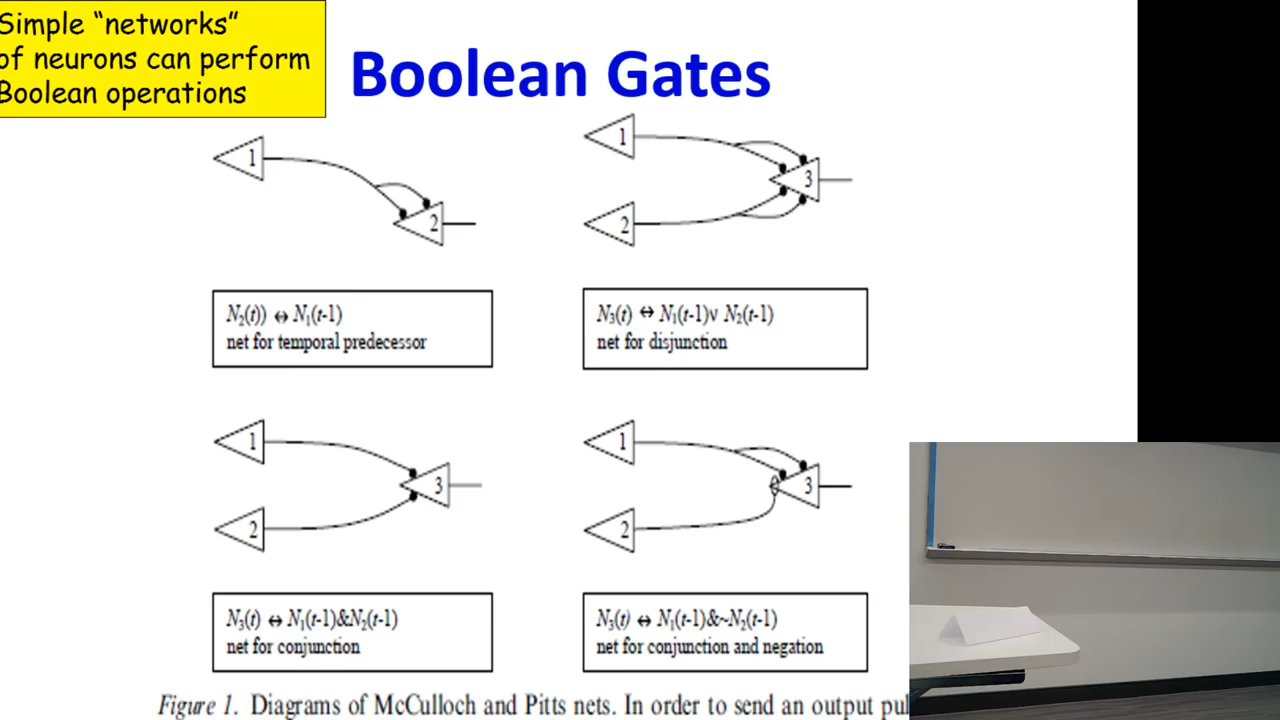 Simple “networks”
of neurons can perform
Boolean operations
Boolean Gates
1
2
1
2
3
N₂(t)) ↔ N₁(t-1)
net for temporal predecessor
N₃(t) ↔ N₁(t-1)v N₂(t-1)
net for disjunction
1
2
3
1
2
3
N₃(t) ↔ N₁(t-1)&N₂(t-1)
net for conjunction
N₃(t) ↔ N₁(t-1)&~N₂(t-1)
net for conjunction and negation
Figure 1. Diagrams of McCulloch and Pitts nets. In order to send an output pul